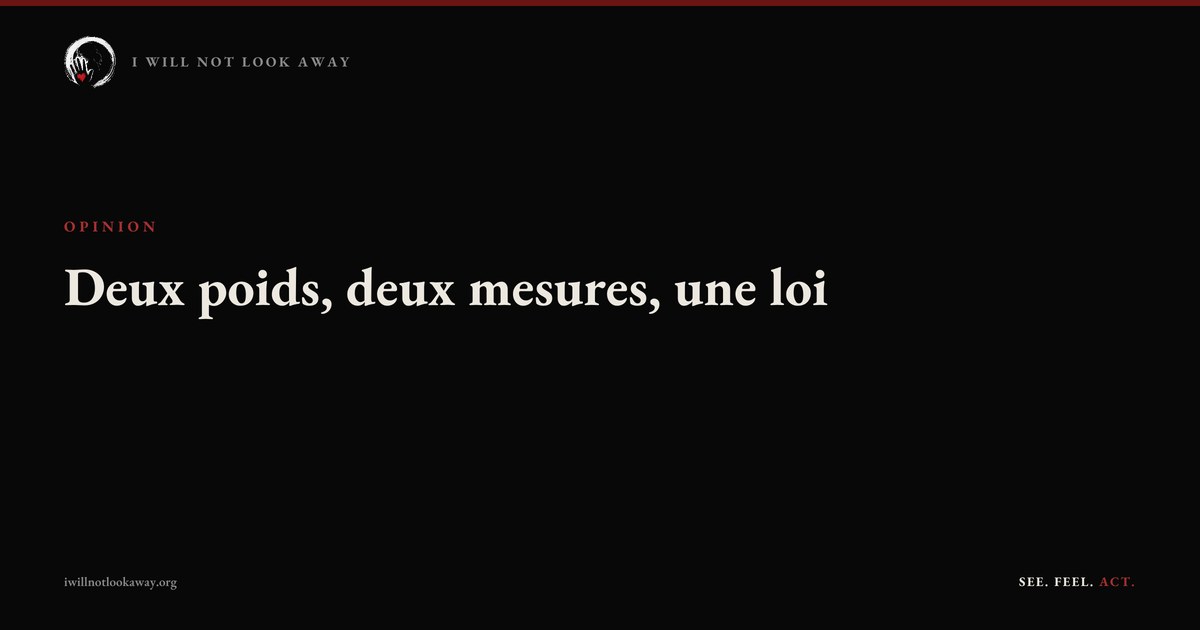 I WILL NOT LOOK AWAY
OPINION
Deux poids, deux mesures, une loi
iwillnotlookaway.org
SEE. FEEL. ACT.